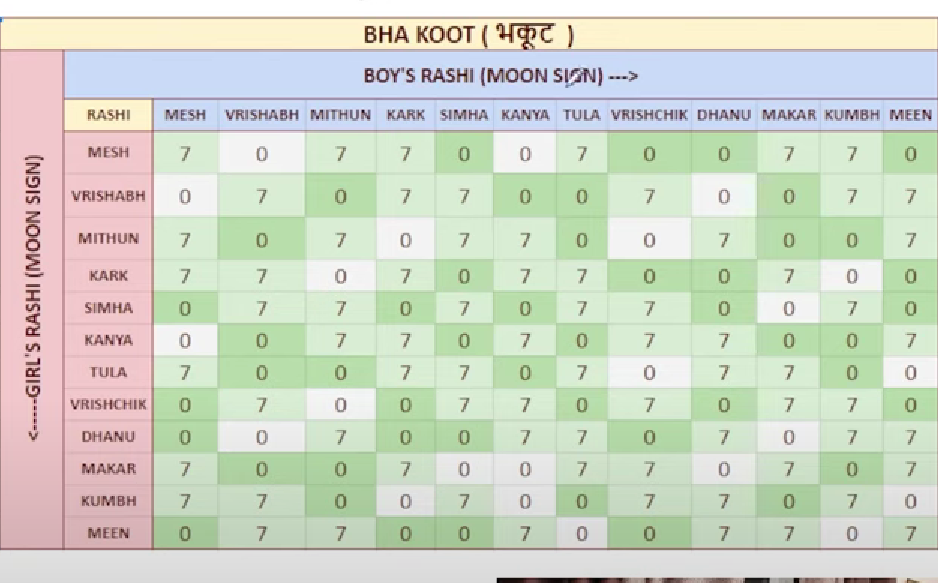 BHA KOOT ( भकूट )
BOY'S RASHI (MOON SIGN) --->
<-----GIRL'S RASHI (MOON SIGN)
RASHI MESH VRISHABH MITHUN KARK SIMHA KANYA TULA VRISHCHIK DHANU MAKAR KUMBH MEEN
MESH 7 0 7 7 0 0 7 0 0 7 7 0
VRISHABH 0 7 0 7 7 0 0 7 0 0 7 7
MITHUN 7 0 7 0 7 7 0 0 7 0 0 7
KARK 7 7 0 7 0 7 7 0 0 7 0 0
SIMHA 0 7 7 0 7 0 7 7 0 0 7 0
KANYA 0 0 7 7 0 7 0 7 7 0 0 7
TULA 7 0 0 7 7 0 7 0 7 7 0 0
VRISHCHIK 0 7 0 0 7 7 0 7 0 7 7 0
DHANU 0 0 7 0 0 7 7 0 7 0 7 7
MAKAR 7 0 0 7 0 0 7 7 0 7 0 7
KUMBH 7 7 0 0 7 0 0 7 7 0 7 0
MEEN 0 7 7 0 0 7 0 0 7 7 0 7